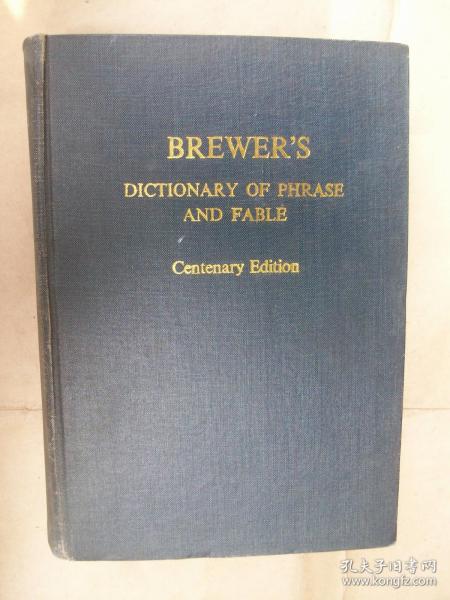 BREWER'S
DICTIONARY OF PHRASE
AND FABLE
Centenary Edition
孔夫子旧书网
www.kongfz.com